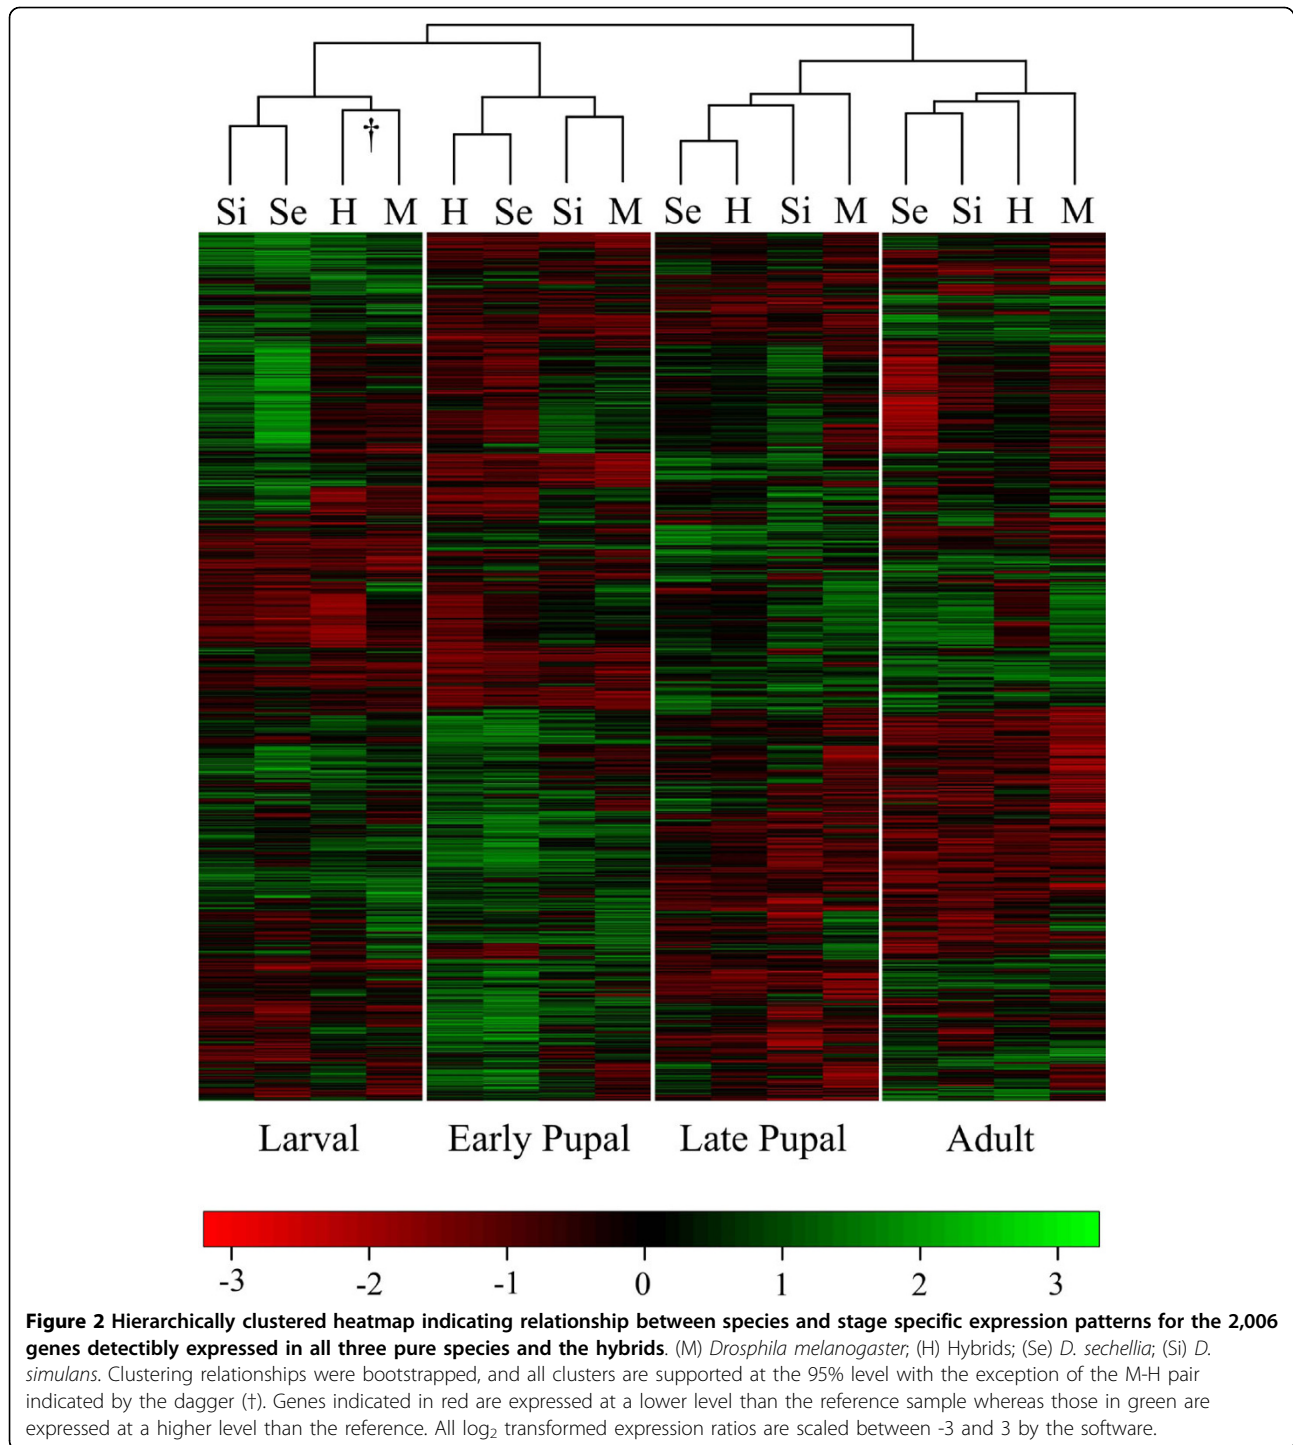 †
Si Se H M H Se Si M Se H Si M Se Si H M
Larval Early Pupal Late Pupal Adult
-3 -2 -1 0 1 2 3
Figure 2 Hierarchically clustered heatmap indicating relationship between species and stage specific expression patterns for the 2,006
genes detectibly expressed in all three pure species and the hybrids. (M) Drosphila melanogaster; (H) Hybrids; (Se) D. sechellia; (Si) D.
simulans. Clustering relationships were bootstrapped, and all clusters are supported at the 95% level with the exception of the M-H pair
indicated by the dagger (†). Genes indicated in red are expressed at a lower level than the reference sample whereas those in green are
expressed at a higher level than the reference. All log₂ transformed expression ratios are scaled between -3 and 3 by the software.